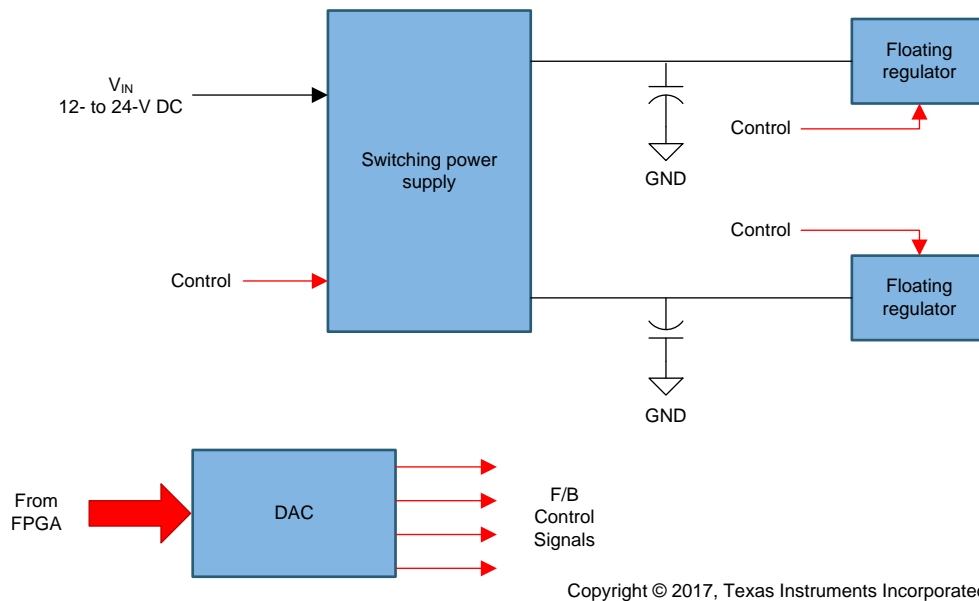 Floating
regulator
V_IN
12- to 24-V DC
Control
Switching power
supply
GND
Control
Control
Floating
regulator
GND
From
FPGA
DAC
F/B
Control
Signals
Copyright © 2017, Texas Instruments Incorporated